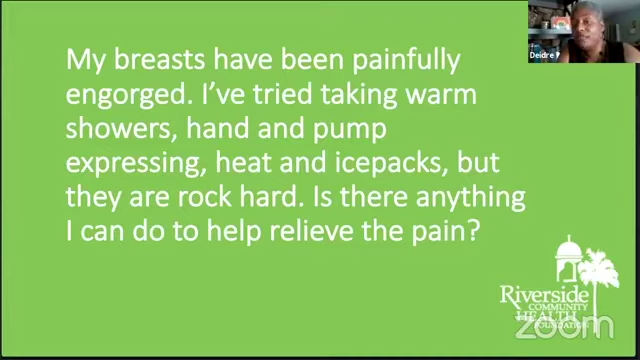 My breasts have been painfully
engorged. I've tried taking warm
showers, hand and pump
expressing, heat and icepacks, but
they are rock hard. Is there anything
I can do to help relieve the pain?
Deidre
Riverside
COMMUNITY
HEALTH
FOUNDATION
zoom